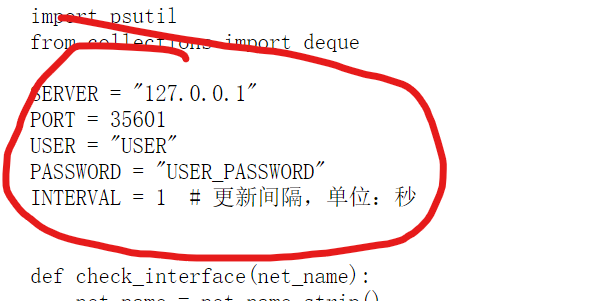 import psutil
from collections import deque
SERVER = "127.0.0.1"
PORT = 35601
USER = "USER"
PASSWORD = "USER_PASSWORD"
INTERVAL = 1  # 更新间隔，单位：秒
def check_interface(net_name):
net_name = net_name.strip()